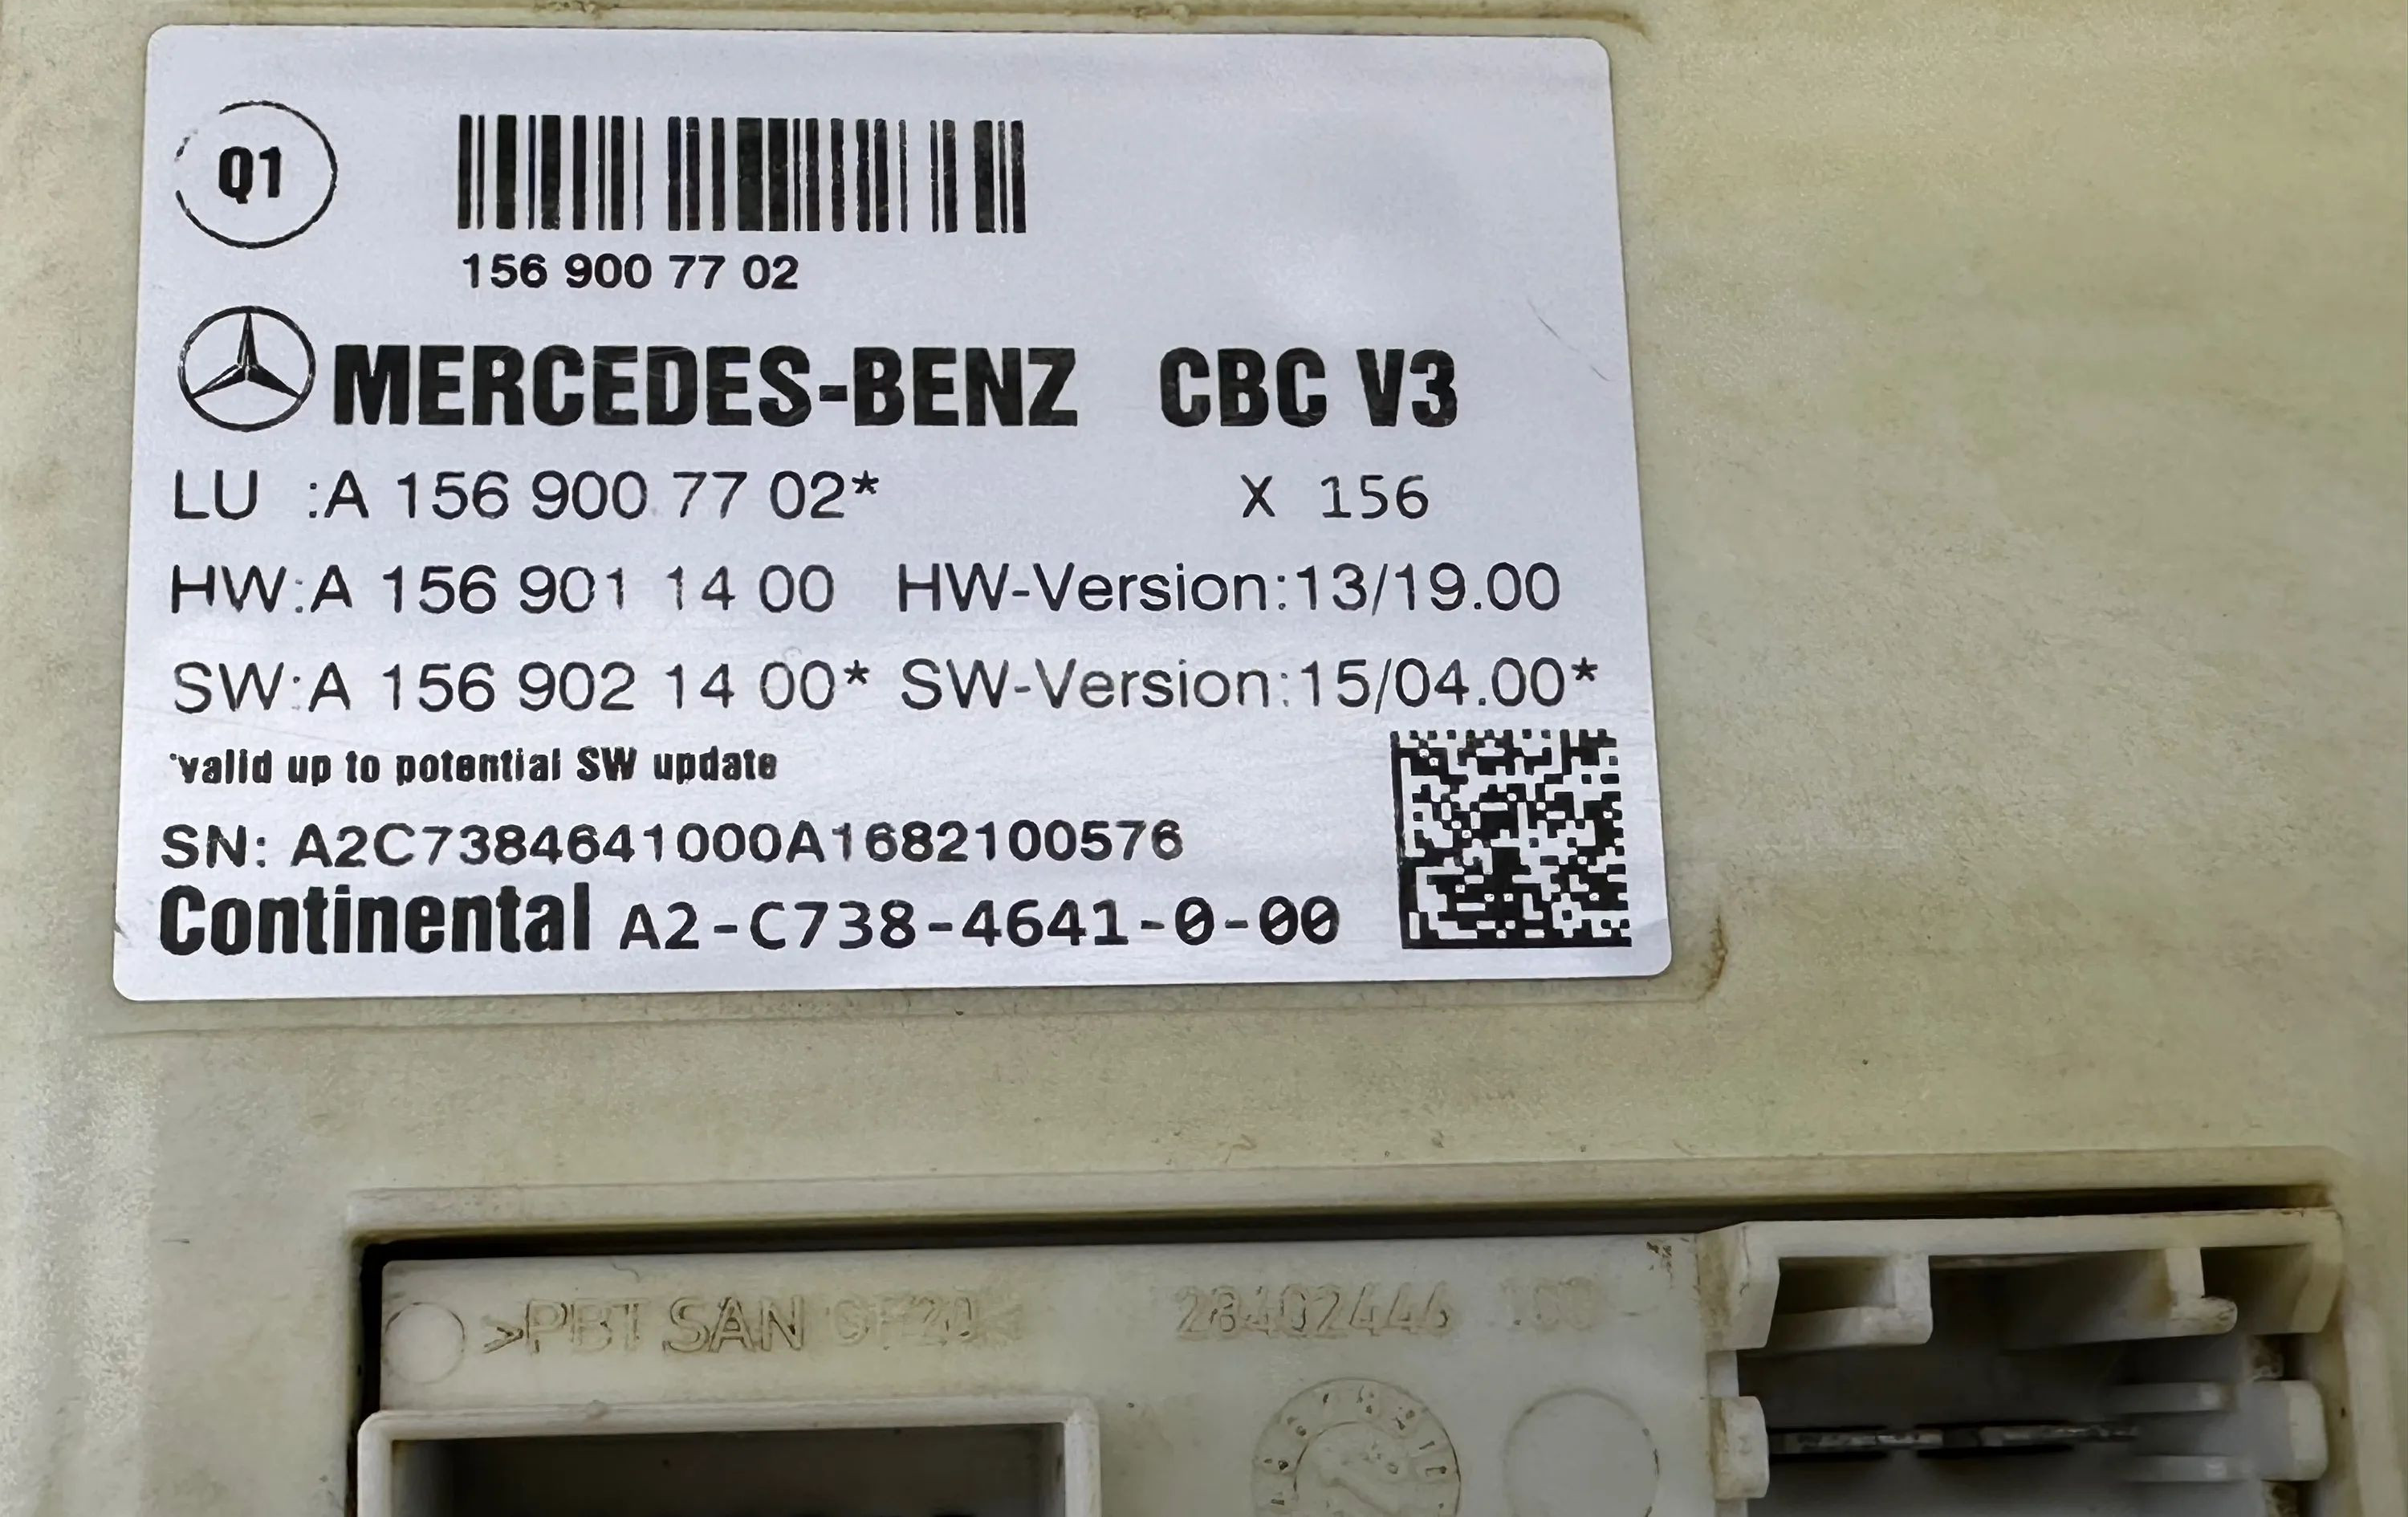 Q1
156 900 77 02
MERCEDES-BENZ CBC V3
LU :A 156 900 77 02* X 156
HW:A 156 901 14 00 HW-Version:13/19.00
SW:A 156 902 14 00* SW-Version:15/04.00*
*valid up to potential SW update
SN: A2C7384641000A1682100576
Continental A2-C738-4641-0-00
>PBT SAN GF20< 28402446